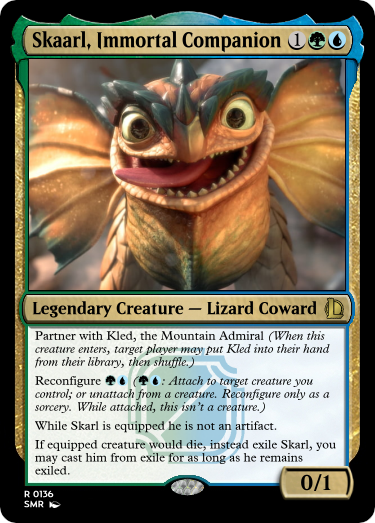 Skaarl, Immortal Companion 1
Legendary Creature — Lizard Coward
Partner with Kled, the Mountain Admiral (When this
creature enters, target player may put Kled into their hand
from their library, then shuffle.)
Reconfigure (: Attach to target creature you
control; or unattach from a creature. Reconfigure only as a
sorcery. While attached, this isn't a creature.)
While Skarl is equipped he is not an artifact.
If equipped creature would die, instead exile Skarl, you
may cast him from exile for as long as he remains
exiled.
0/1
R 0136
SMR